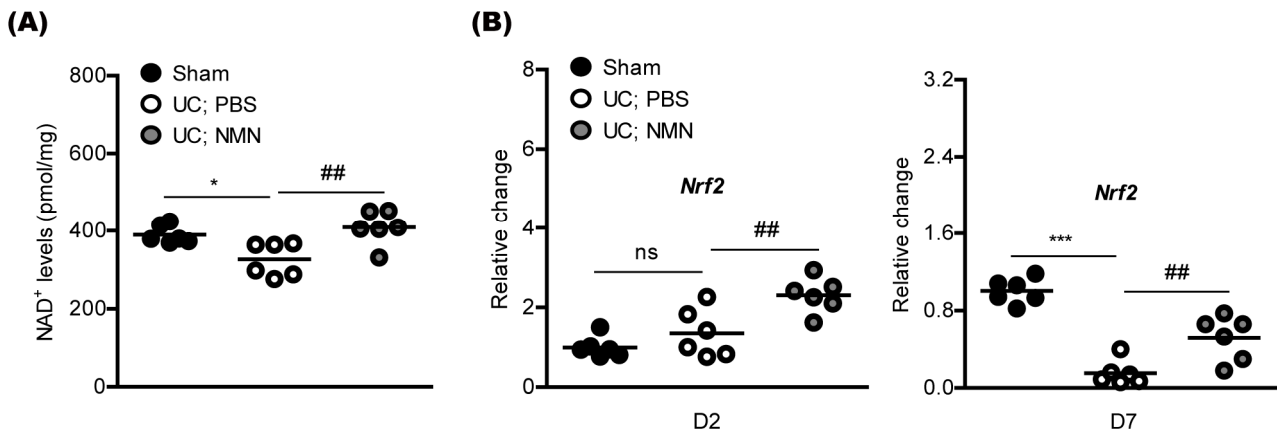 (A)
Sham
UC; PBS
UC; NMN
NAD+ levels (pmol/mg)
800
600
400
200
0
*
##
(B)
Sham
UC; PBS
UC; NMN
Relative change
8
6
4
2
0
Nrf2
ns
##
D2
Relative change
3.2
2.4
1.6
0.8
0.0
Nrf2
***
##
D7